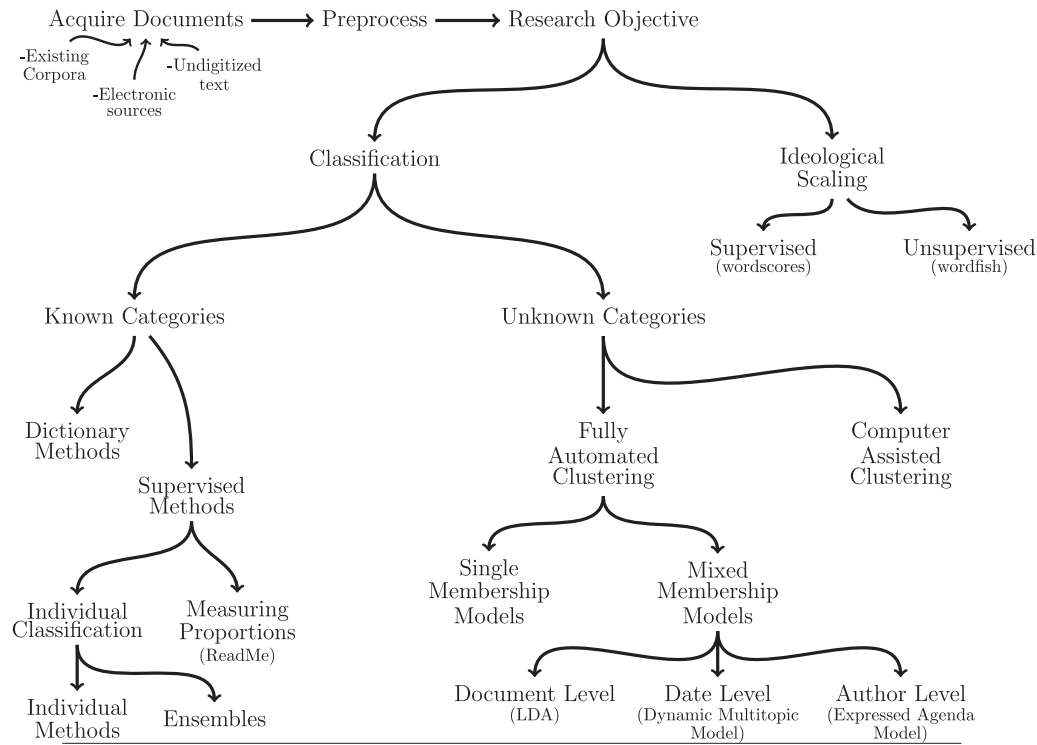 Acquire Documents
Preprocess
Research Objective
-Existing
Corpora
-Electronic
sources
-Undigitized
text
Classification
Ideological
Scaling
Supervised
(wordscores)
Unsupervised
(wordfish)
Known Categories
Unknown Categories
Dictionary
Methods
Supervised
Methods
Fully
Automated
Clustering
Computer
Assisted
Clustering
Individual
Classification
Measuring
Proportions
(ReadMe)
Single
Membership
Models
Mixed
Membership
Models
Individual
Methods
Ensembles
Document Level
(LDA)
Date Level
(Dynamic Multitopic
Model)
Author Level
(Expressed Agenda
Model)